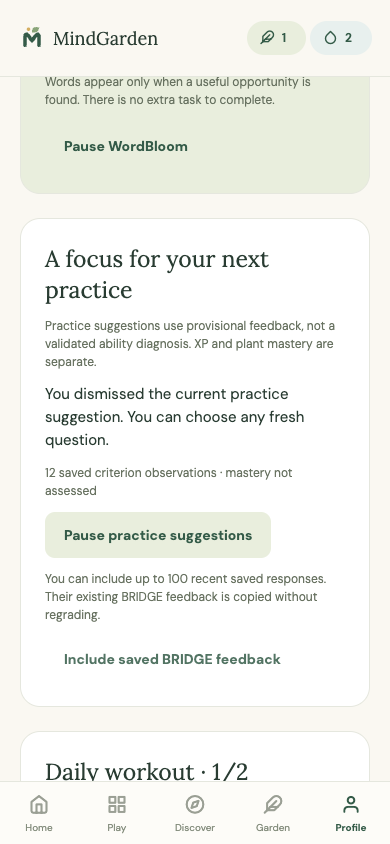 MindGarden
1
2
Words appear only when a useful opportunity is
found. There is no extra task to complete.
Pause WordBloom
A focus for your next
practice
Practice suggestions use provisional feedback, not a
validated ability diagnosis. XP and plant mastery are
separate.
You dismissed the current practice
suggestion. You can choose any fresh
question.
12 saved criterion observations · mastery not
assessed
Pause practice suggestions
You can include up to 100 recent saved responses.
Their existing BRIDGE feedback is copied without
regrading.
Include saved BRIDGE feedback
Daily workout · 1/2
Home
Play
Discover
Garden
Profile